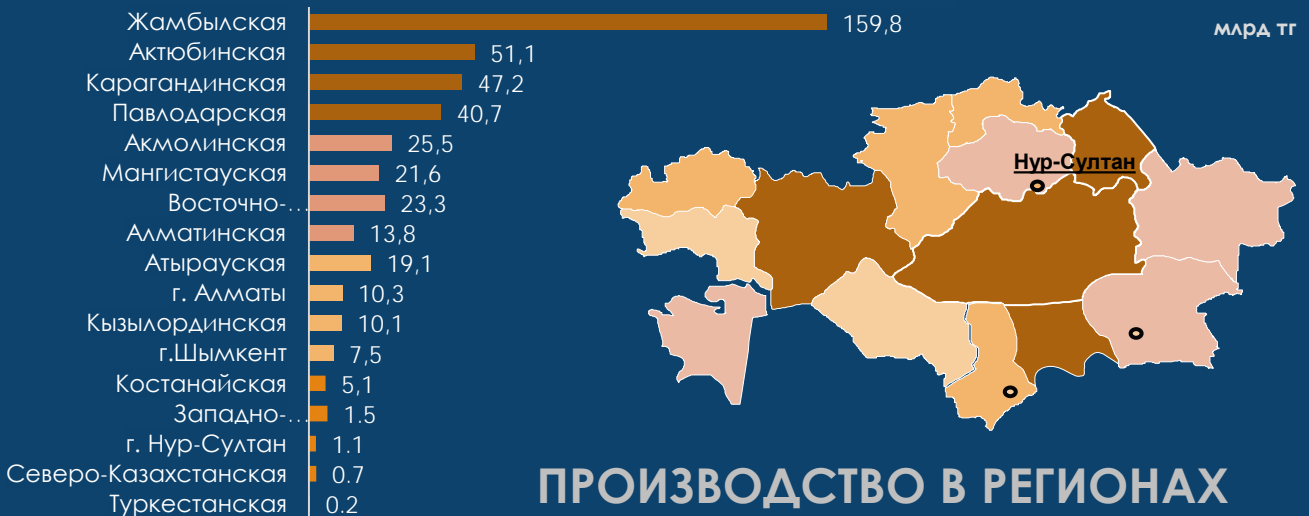 Жамбылская 159,8
Актюбинская 51,1
Карагандинская 47,2
Павлодарская 40,7
Акмолинская 25,5
Мангистауская 21,6
Восточно-... 23,3
Алматинская 13,8
Атырауская 19,1
г. Алматы 10,3
Кызылординская 10,1
г.Шымкент 7,5
Костанайская 5,1
Западно-... 1.5
г. Нур-Султан 1.1
Северо-Казахстанская 0.7
Туркестанская 0.2
млрд тг
Нур-Султан
ПРОИЗВОДСТВО В РЕГИОНАХ